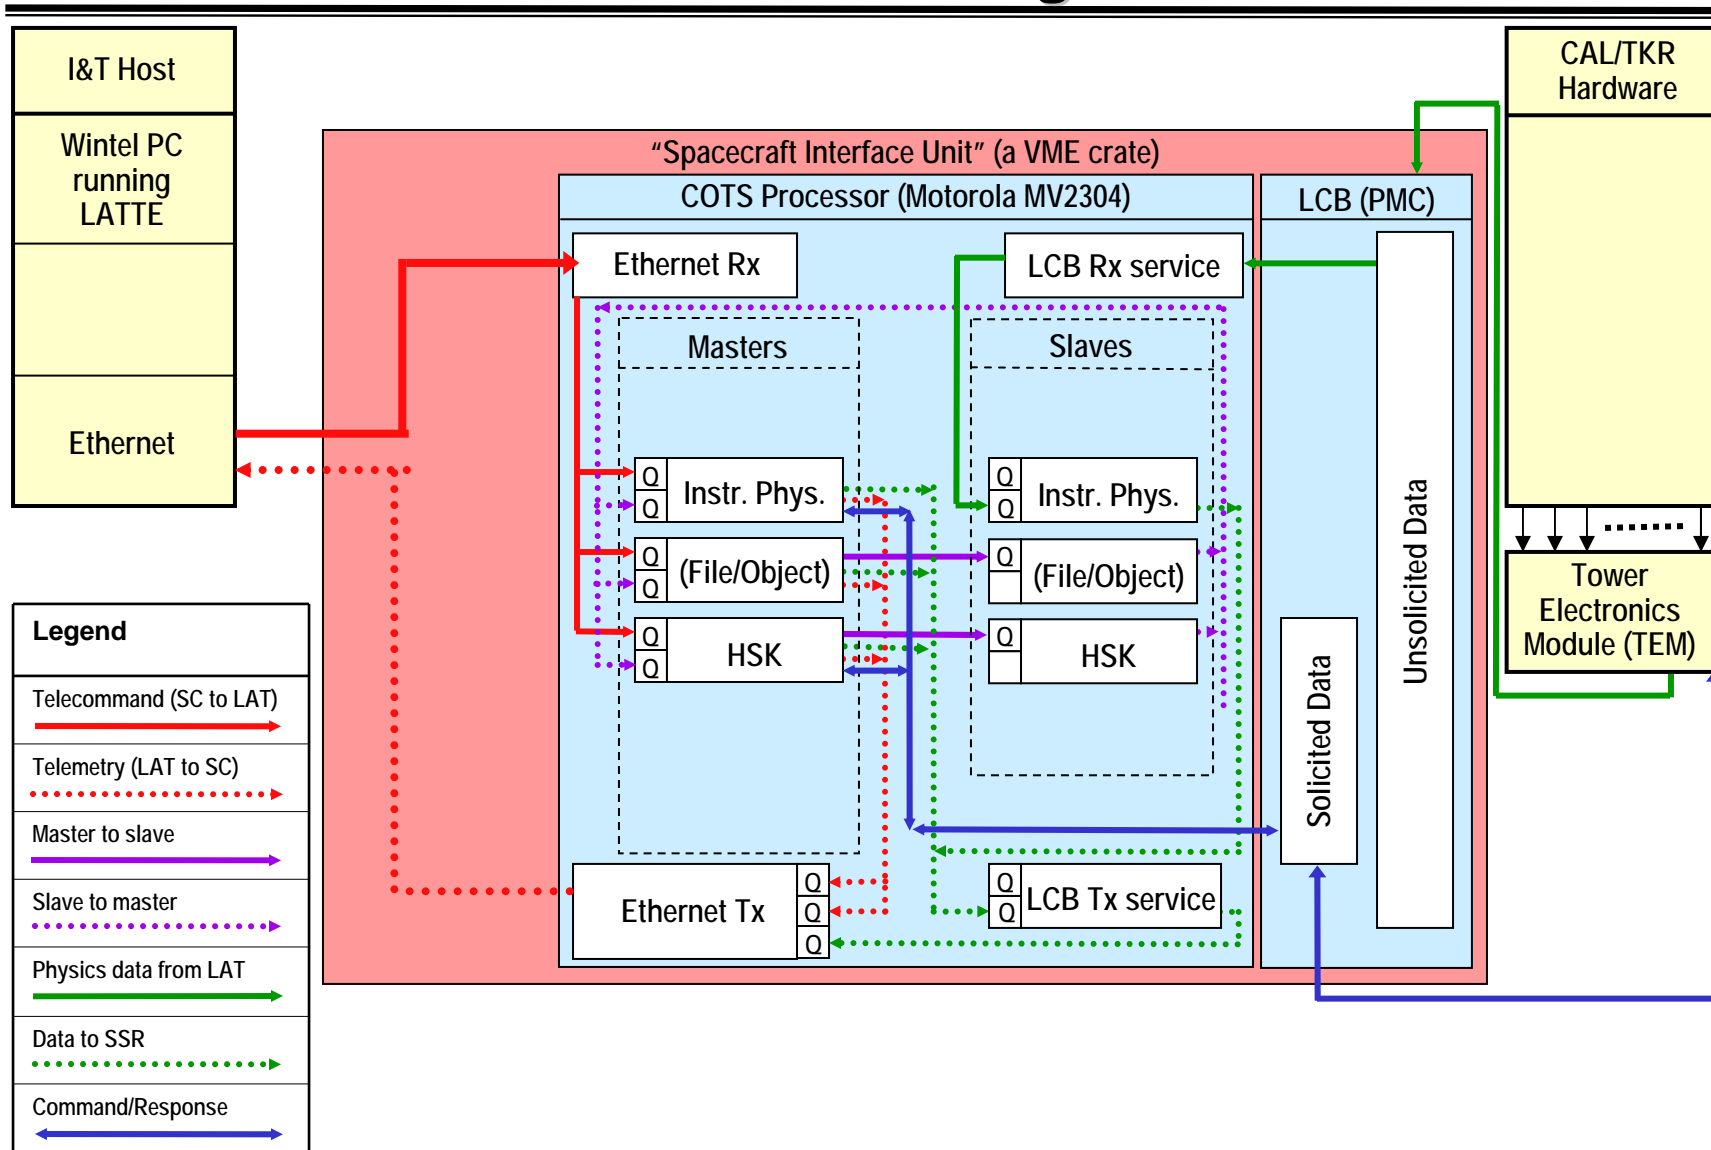 I&T Host
Wintel PC
running
LATTE
Ethernet
"Spacecraft Interface Unit" (a VME crate)
COTS Processor (Motorola MV2304)
LCB (PMC)
Ethernet Rx
LCB Rx service
Masters
Slaves
Q
Q
Instr. Phys.
Q
Q
Instr. Phys.
Q
Q
(File/Object)
Q
(File/Object)
Q
Q
HSK
Q
HSK
Ethernet Tx
Q
Q
Q
Q
Q
LCB Tx service
Solicited Data
Unsolicited Data
CAL/TKR
Hardware
Tower
Electronics
Module (TEM)
Legend
Telecommand (SC to LAT)
Telemetry (LAT to SC)
Master to slave
Slave to master
Physics data from LAT
Data to SSR
Command/Response